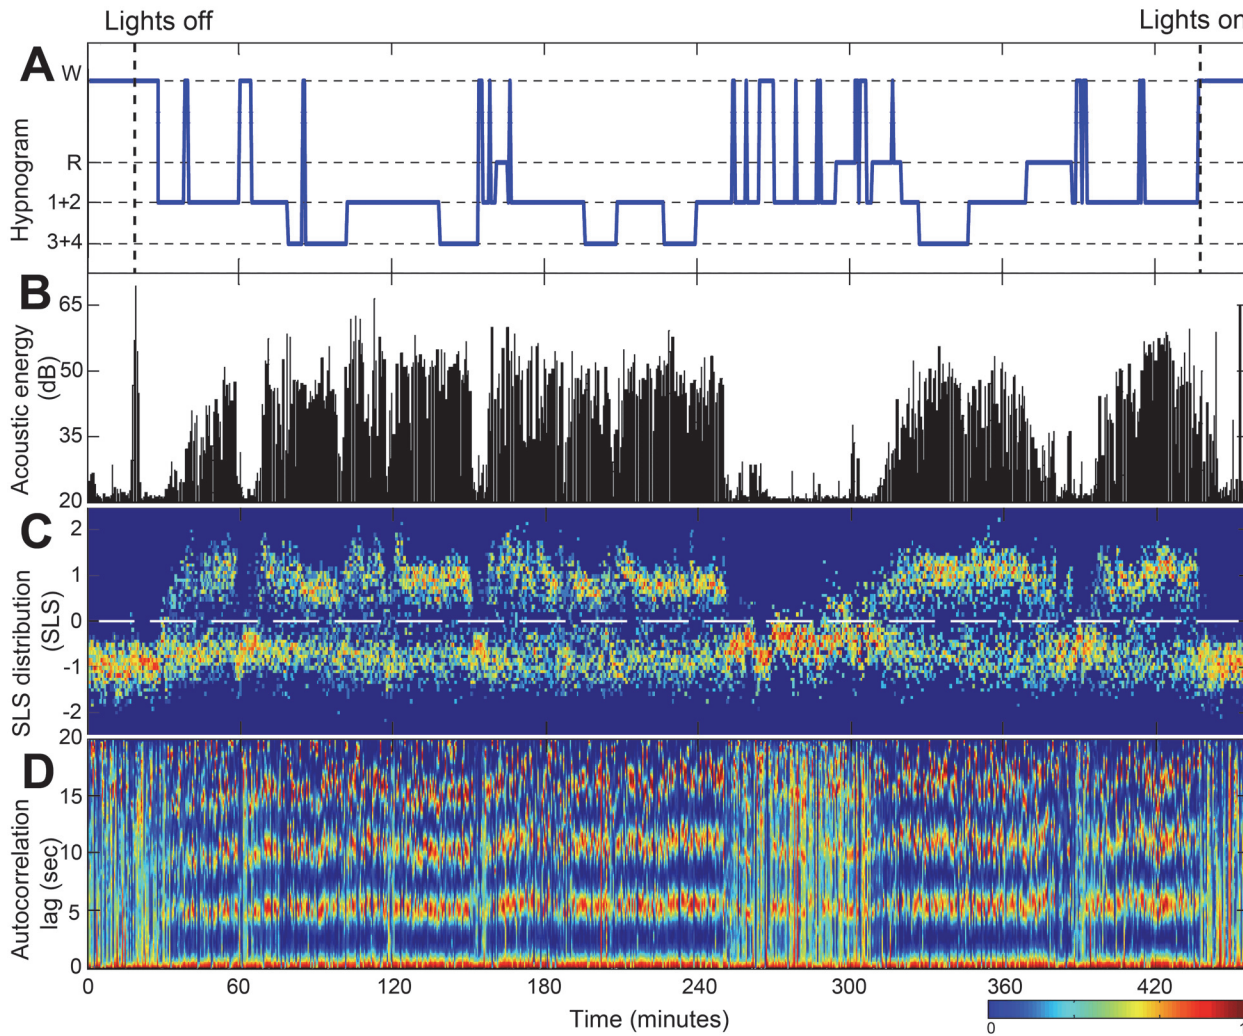 Lights off
Lights on
A
Hypnogram
W
R
1+2
3+4
B
Acoustic energy
(dB)
65
50
35
20
C
SLS distribution
(SLS)
2
1
0
-1
-2
D
Autocorrelation
lag (sec)
20
15
10
5
0
0 60 120 180 240 300 360 420
Time (minutes)
0